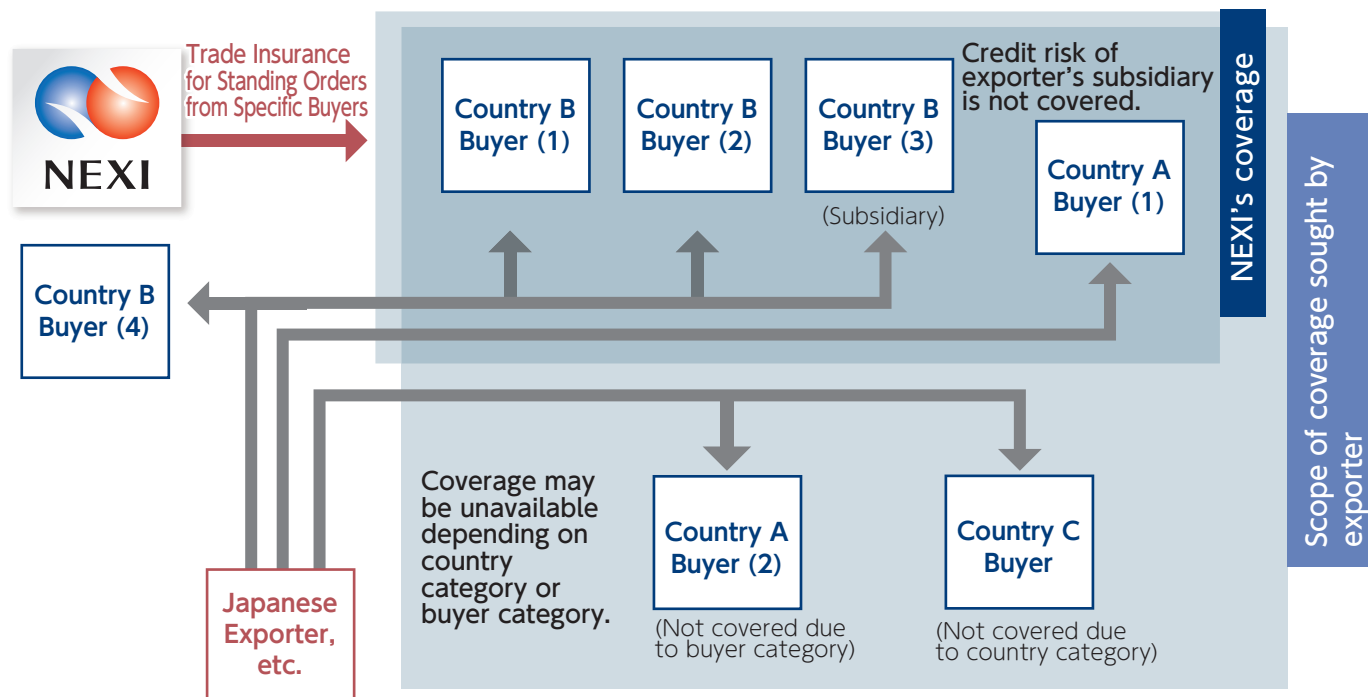 NEXI
Trade Insurance
for Standing Orders
from Specific Buyers
Country B
Buyer (1)
Country B
Buyer (2)
Country B
Buyer (3)
(Subsidiary)
Credit risk of
exporter’s subsidiary
is not covered.
Country A
Buyer (1)
NEXI’s coverage
Scope of coverage sought by
exporter
Country B
Buyer (4)
Coverage may
be unavailable
depending on
country
category or
buyer category.
Country A
Buyer (2)
(Not covered due
to buyer category)
Country C
Buyer
(Not covered due
to country category)
Japanese
Exporter,
etc.